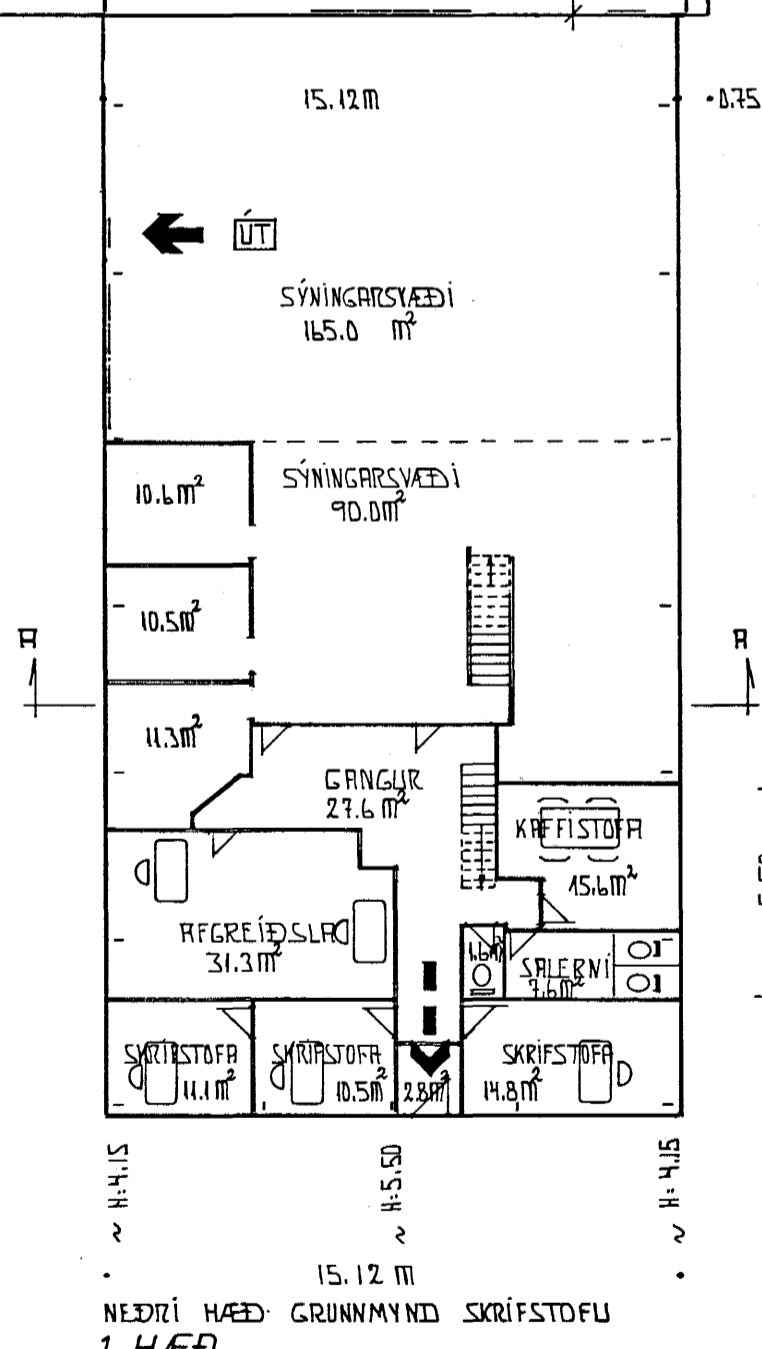 15.12 m
0.75
ÚT
SÝNINGARSVÆÐI
165.0 m²
SÝNINGARSVÆÐI
90.0 m²
10.6 m²
10.5 m²
A
A
11.3 m²
GANGUR
27.6 m²
KAFFISTOFA
15.6 m²
AFGREIÐSLA
31.3 m²
1.6 m²
SALERNI
7.6 m²
SKRIFSTOFA
11.1 m²
SKRIFSTOFA
10.5 m²
2.8 m²
SKRIFSTOFA
14.8 m²
~ H:4.15
~ H:5.50
~ H:4.15
15.12 m
NEÐRI HÆÐ GRUNNMYND SKRIFSTOFU
1. HÆÐ